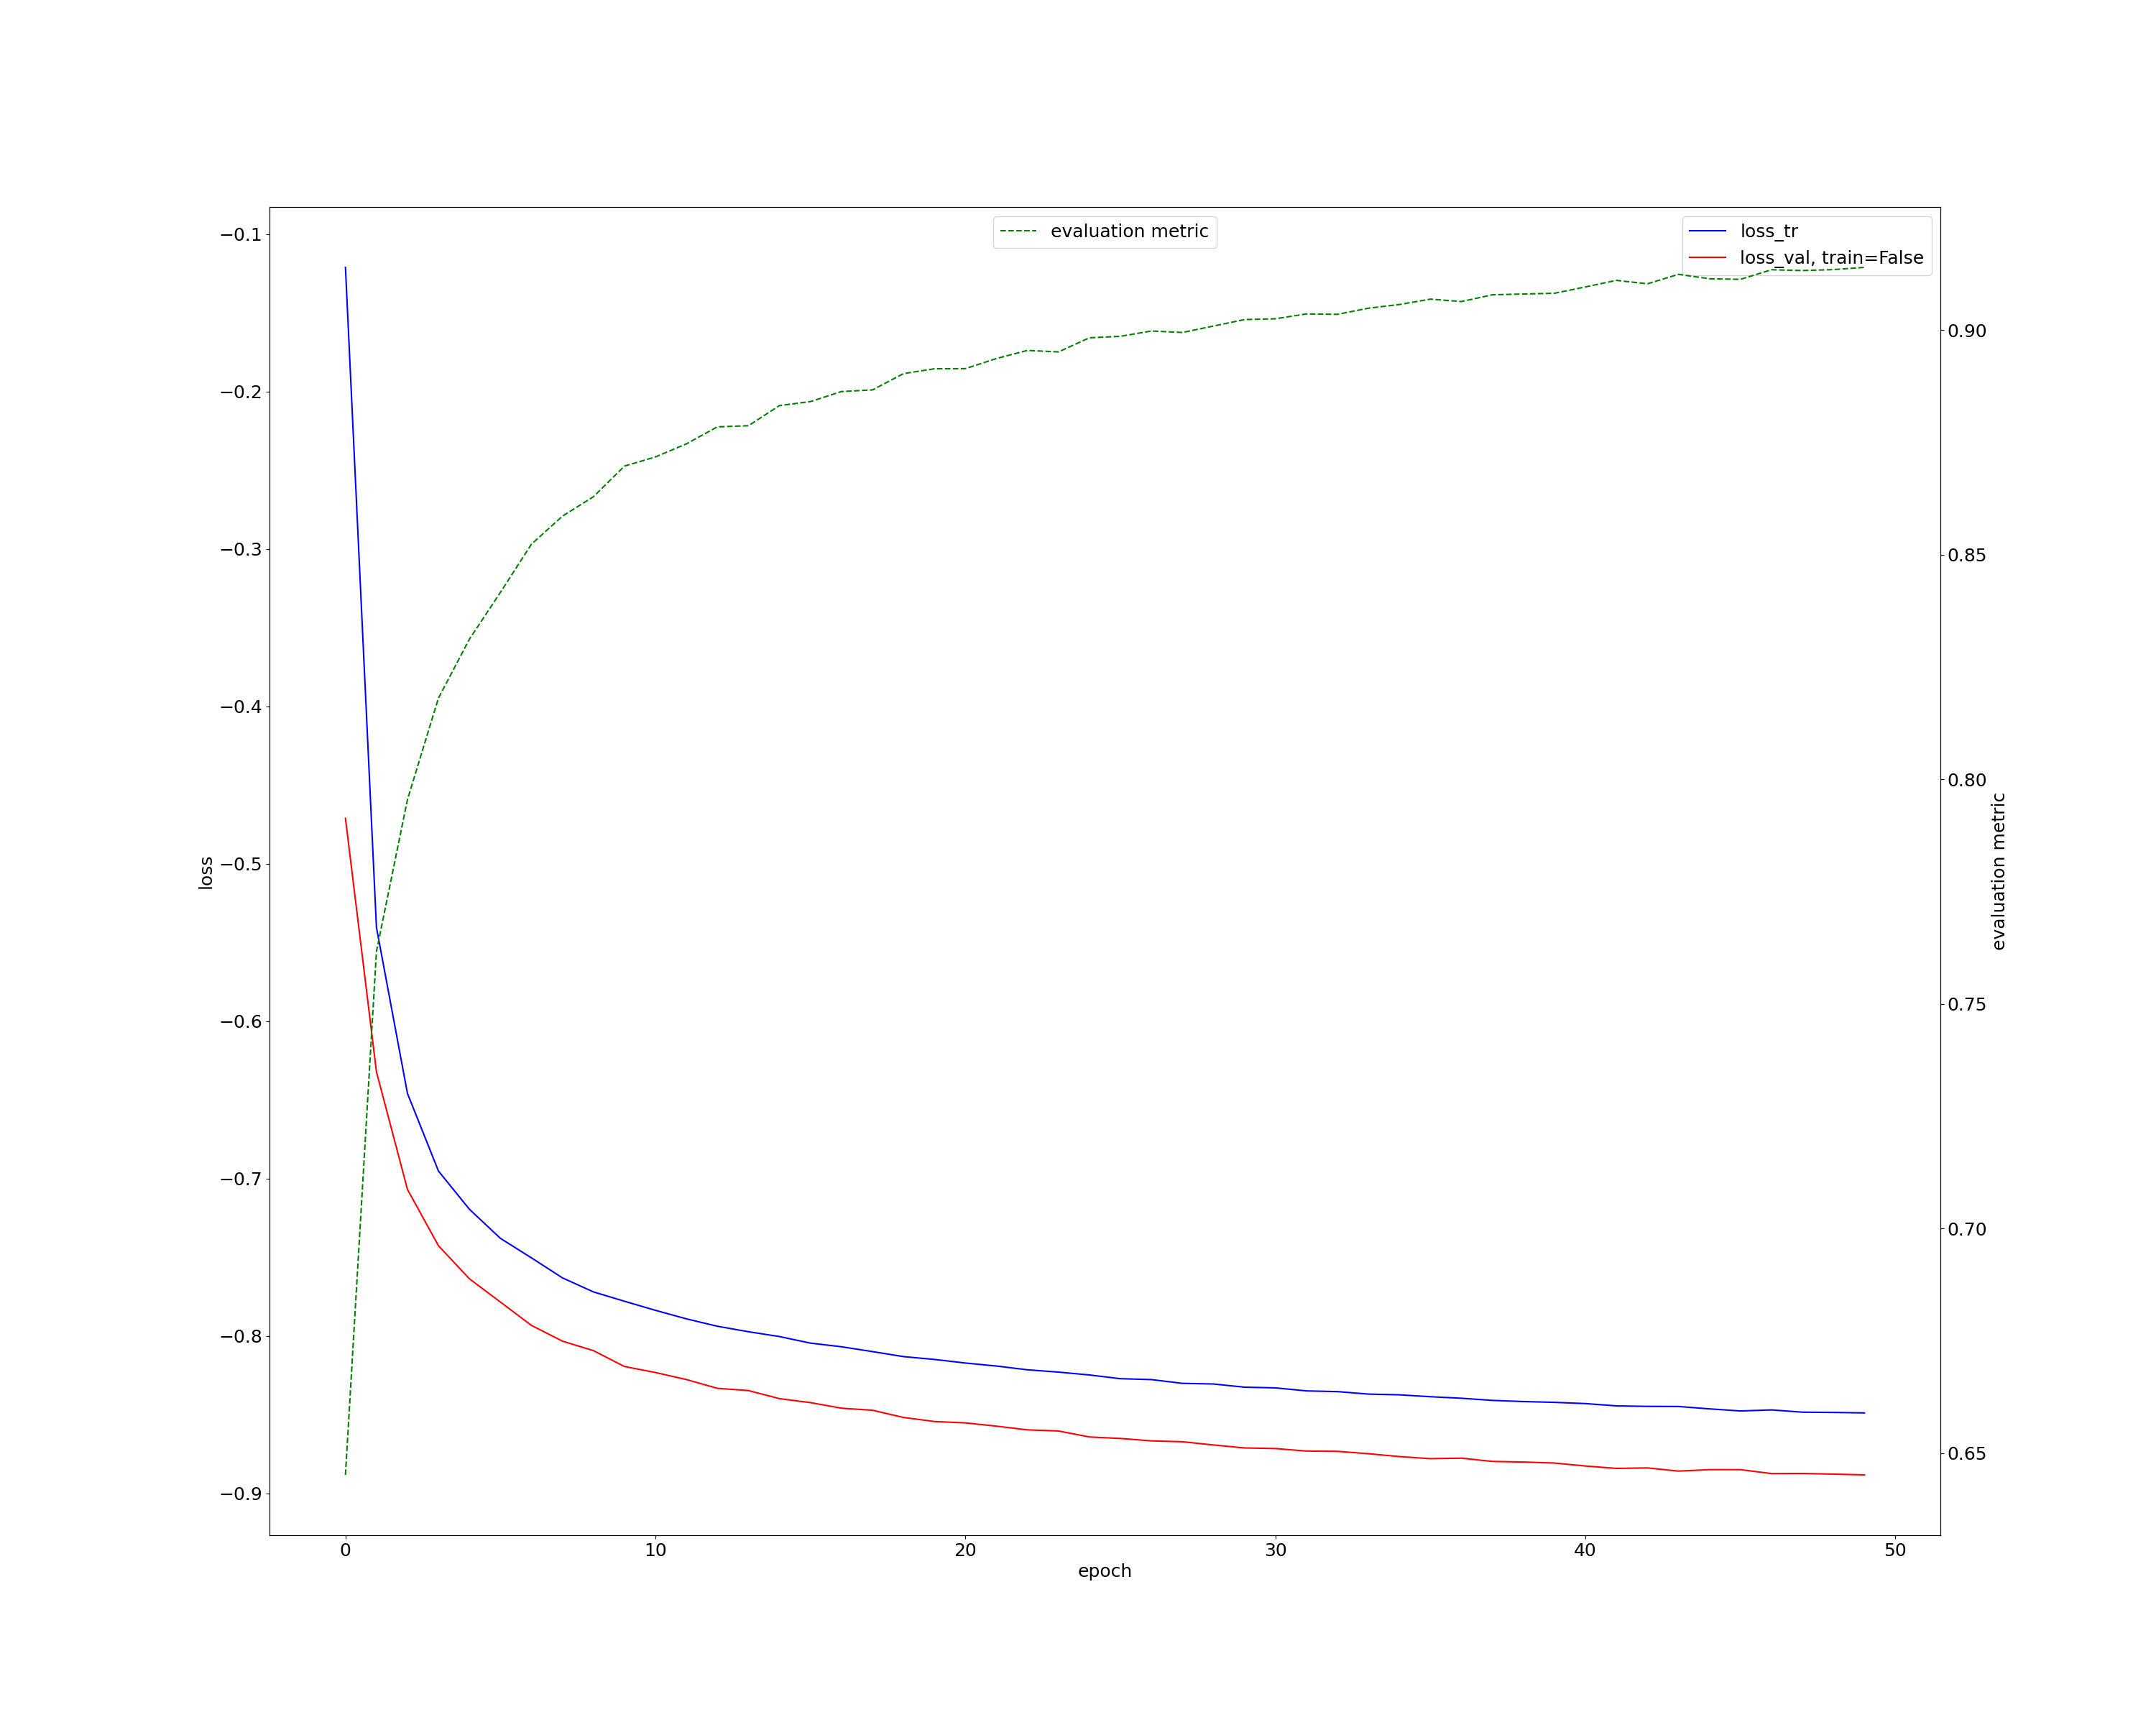 evaluation metric
loss_tr
loss_val, train=False
−0.1
−0.2
−0.3
−0.4
−0.5
−0.6
−0.7
−0.8
−0.9
loss
0.90
0.85
0.80
0.75
0.70
0.65
evaluation metric
0 10 20 30 40 50
epoch